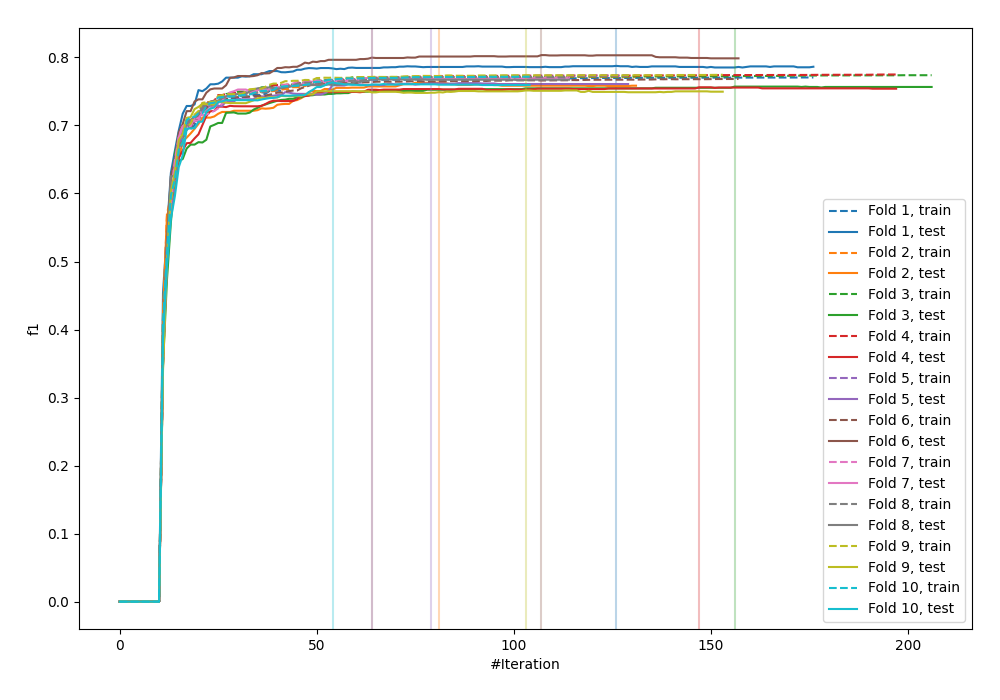 0.8
0.7
0.6
0.5
0.4
0.3
0.2
0.1
0.0
f1
0 50 100 150 200
#Iteration
Fold 1, train
Fold 1, test
Fold 2, train
Fold 2, test
Fold 3, train
Fold 3, test
Fold 4, train
Fold 4, test
Fold 5, train
Fold 5, test
Fold 6, train
Fold 6, test
Fold 7, train
Fold 7, test
Fold 8, train
Fold 8, test
Fold 9, train
Fold 9, test
Fold 10, train
Fold 10, test